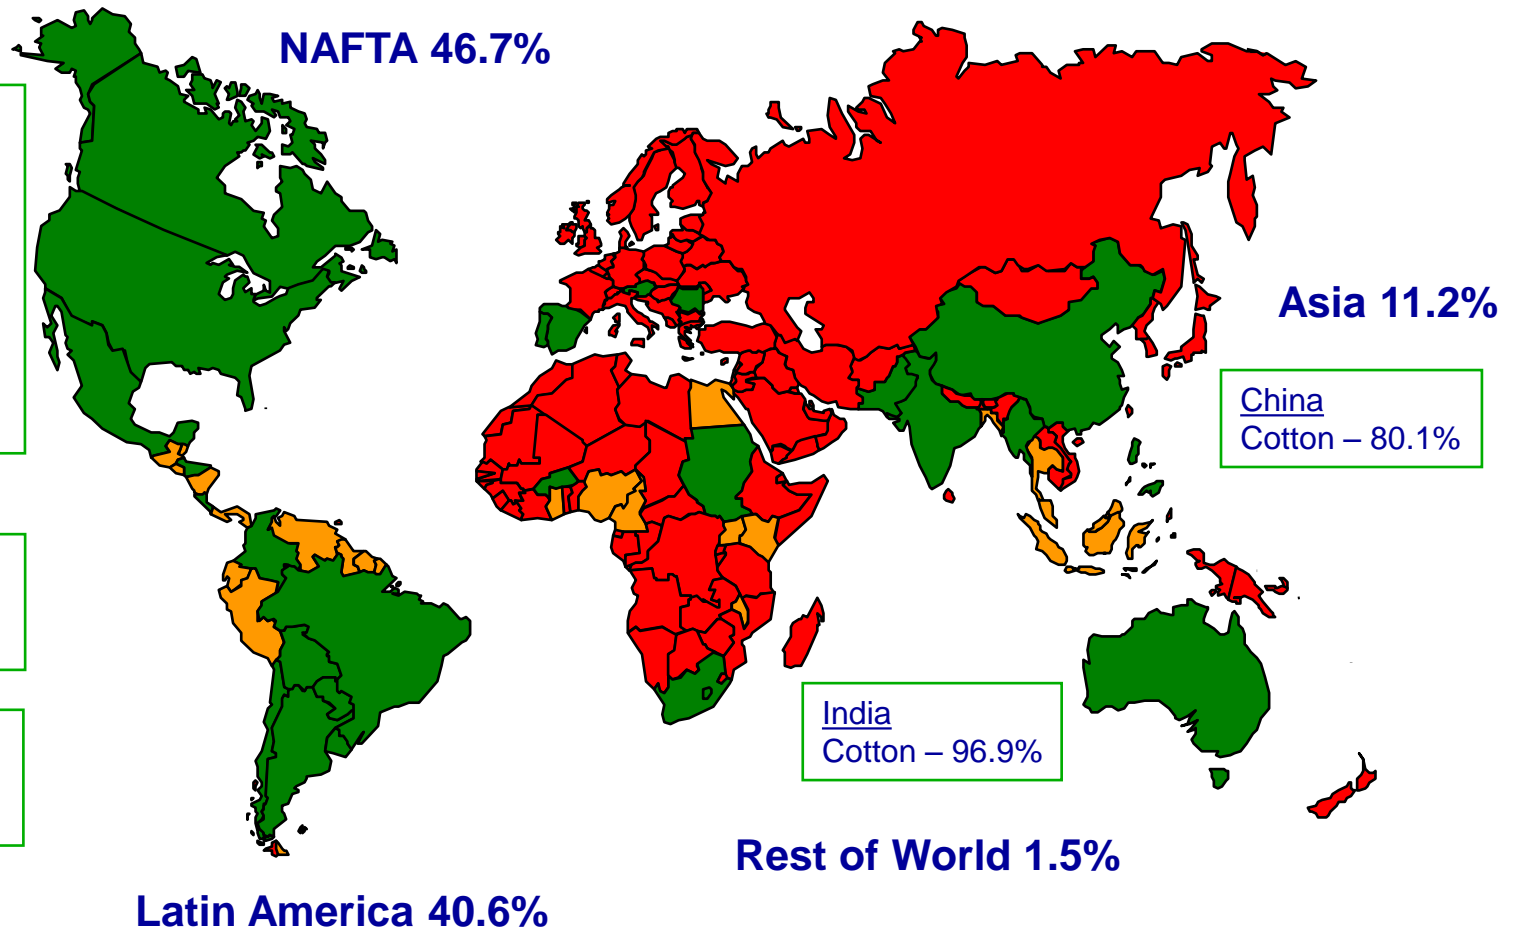 NAFTA 46.7%
Asia 11.2%
China
Cotton – 80.1%
India
Cotton – 96.9%
Rest of World 1.5%
Latin America 40.6%